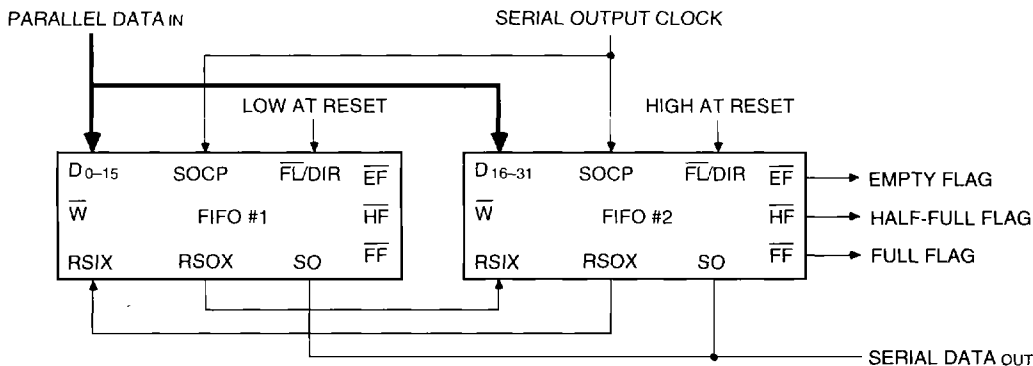 PARALLEL DATA IN
SERIAL OUTPUT CLOCK
LOW AT RESET
HIGH AT RESET
D0–15 SOCP FL/DIR EF
W FIFO #1 HF
RSIX RSOX SO FF
D16–31 SOCP FL/DIR EF
W FIFO #2 HF
RSIX RSOX SO FF
EMPTY FLAG
HALF-FULL FLAG
FULL FLAG
SERIAL DATA OUT